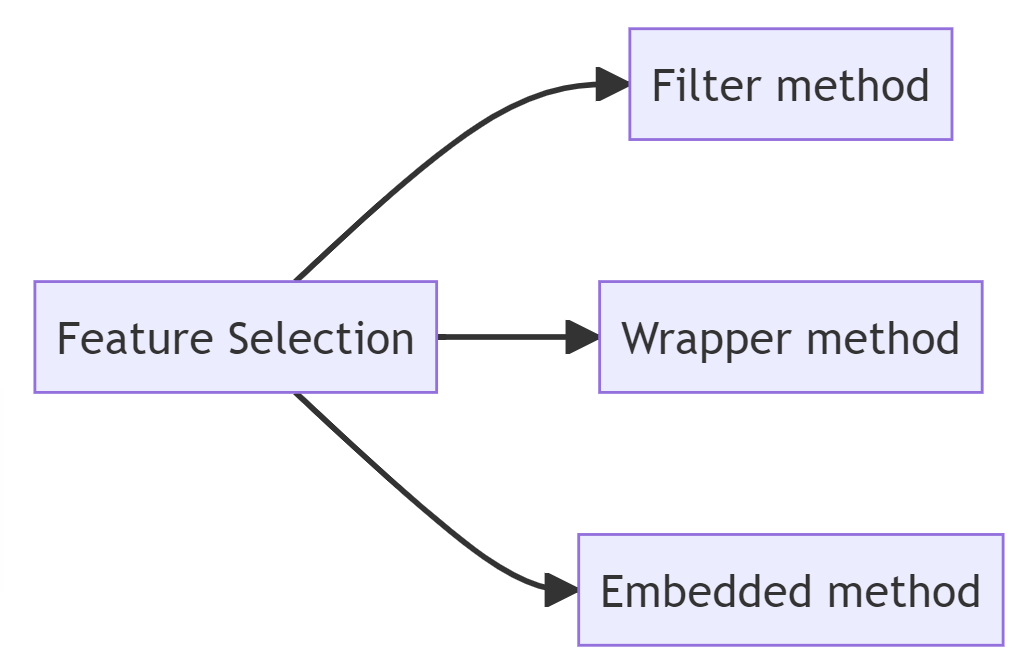 Filter method
Feature Selection
Wrapper method
Embedded method